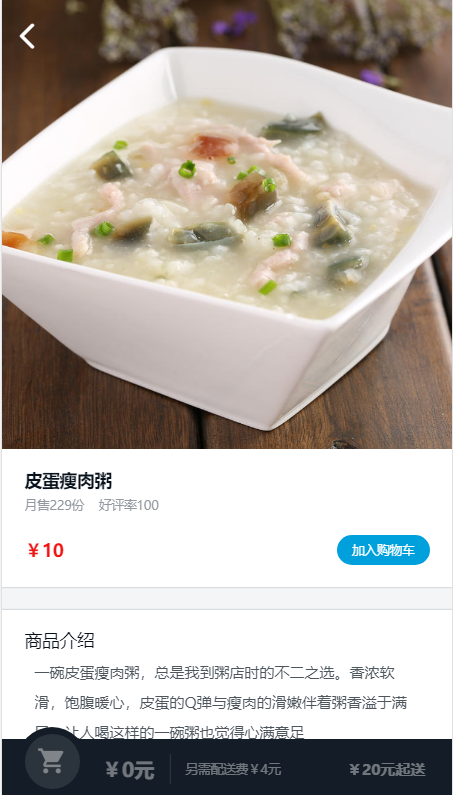 皮蛋瘦肉粥
月售229份 好评率100
￥10
加入购物车
商品介绍
一碗皮蛋瘦肉粥，总是我到粥店时的不二之选。香浓软
滑，饱腹暖心，皮蛋的Q弹与瘦肉的滑嫩伴着粥香溢于满
让人喝这样的一碗粥也觉得心满意足
￥0元
另需配送费￥4元
￥20元起送